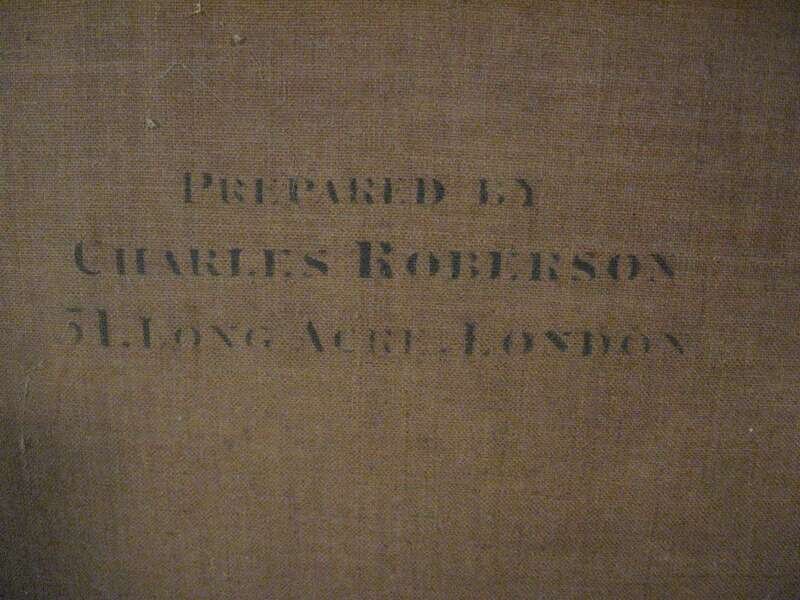 PREPARED BY
CHARLES ROBERSON
51. LONG ACRE. LONDON